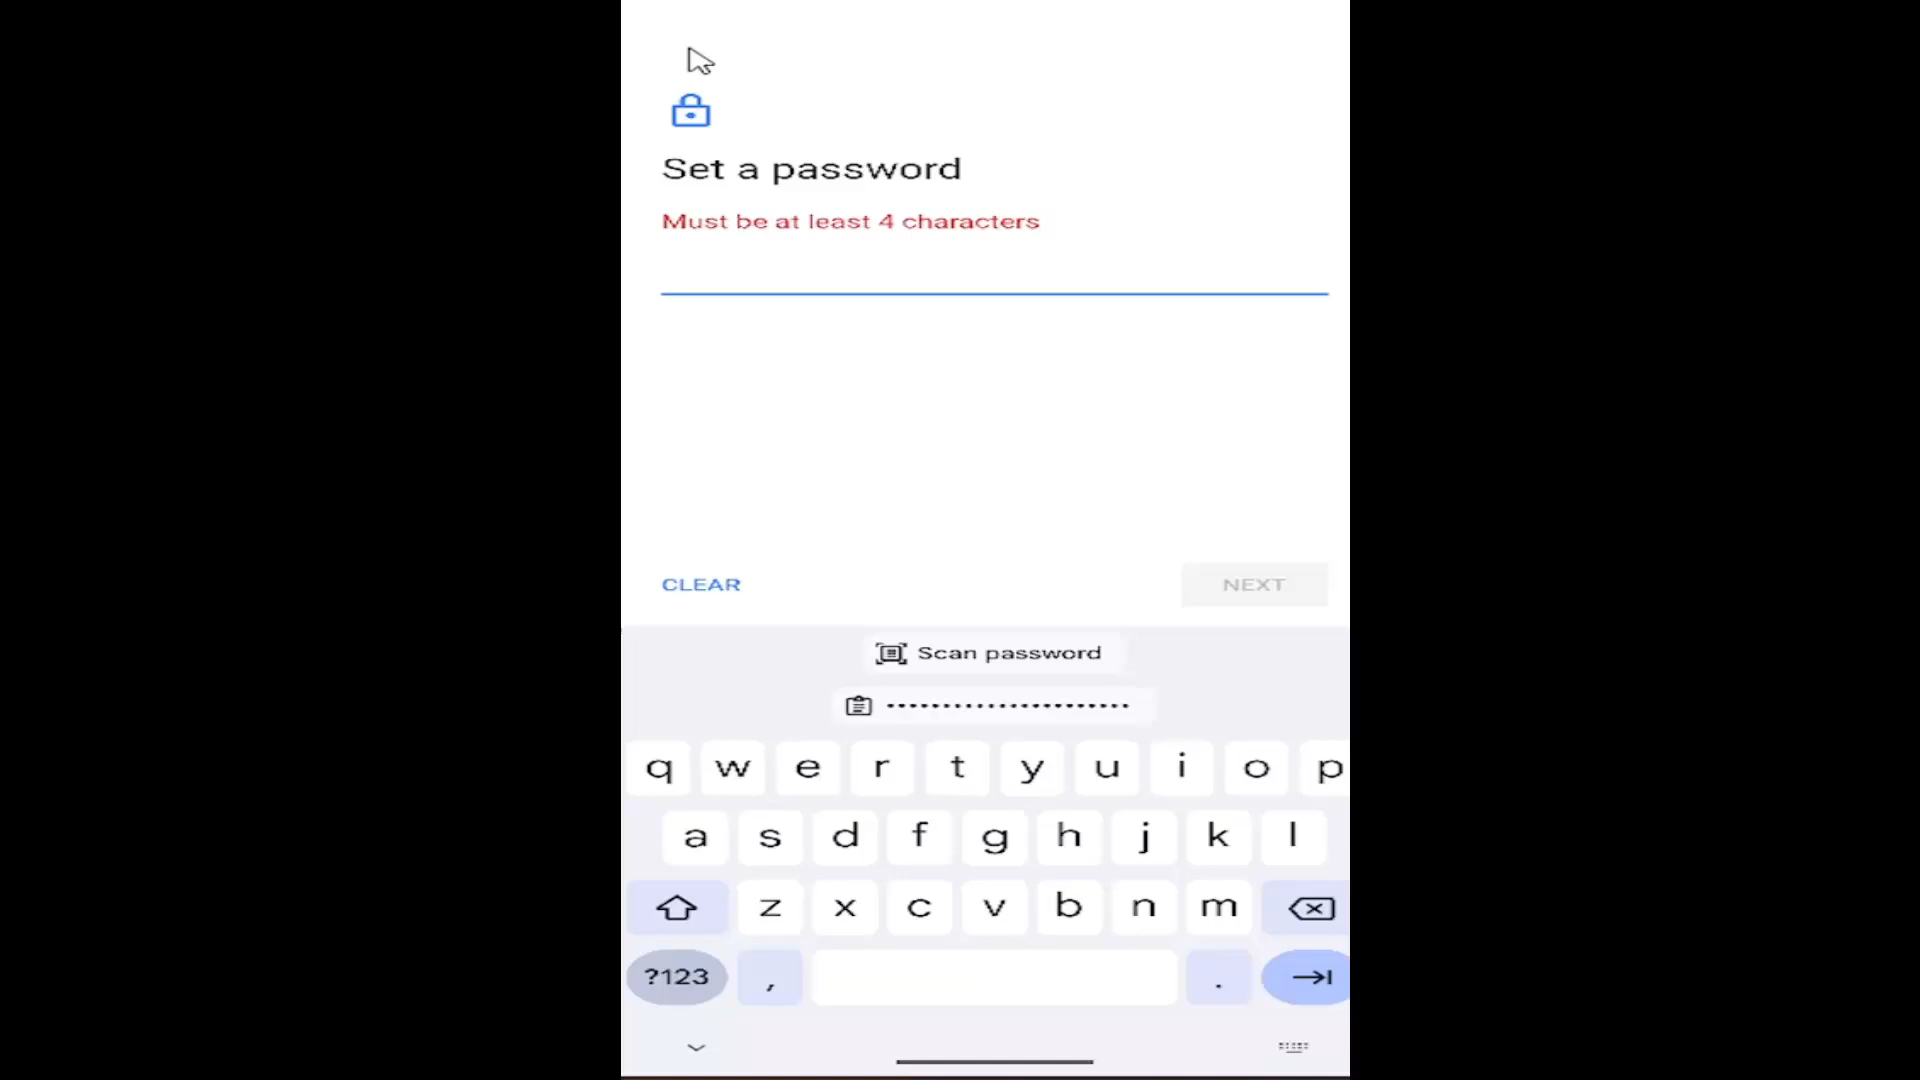 Set a password
Must be at least 4 characters
CLEAR
NEXT
Scan password
••••••••••••••••••••••
q w e r t y u i o p
a s d f g h j k l
z x c v b n m
?123 , .